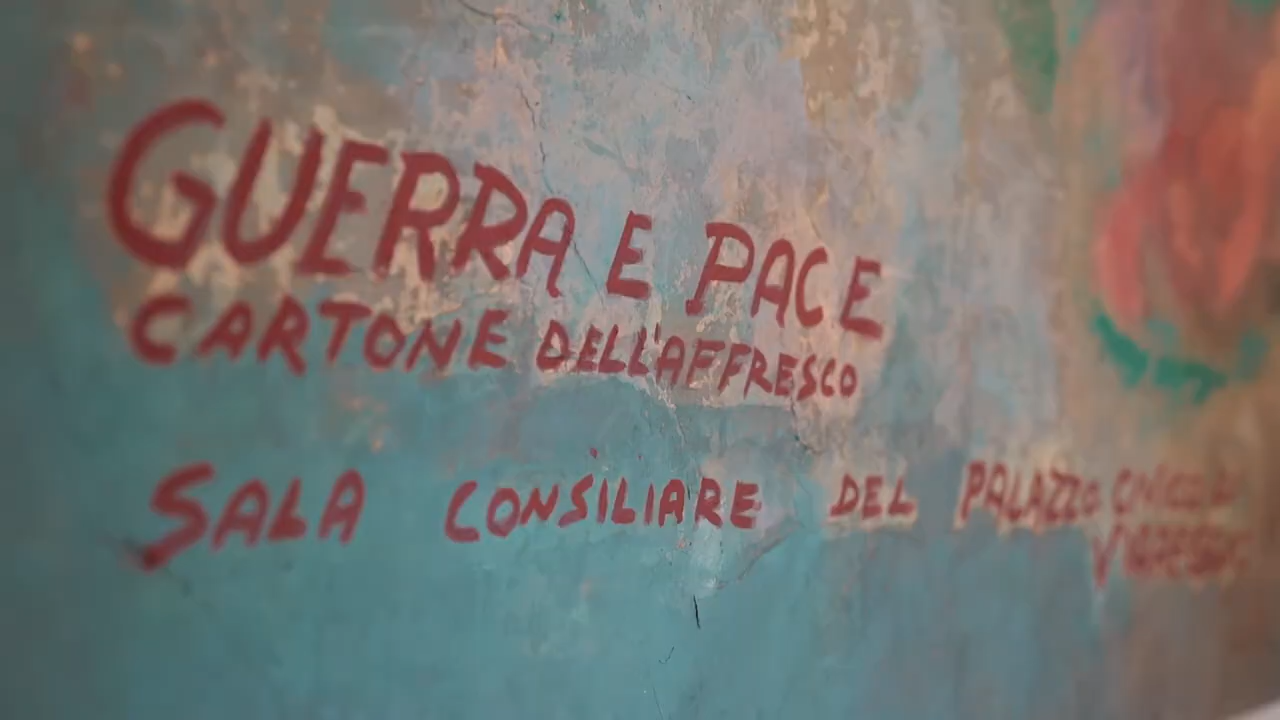 GUERRA E PACE
CARTONE DELL'AFFRESCO
SALA CONSILIARE DEL PALAZZO